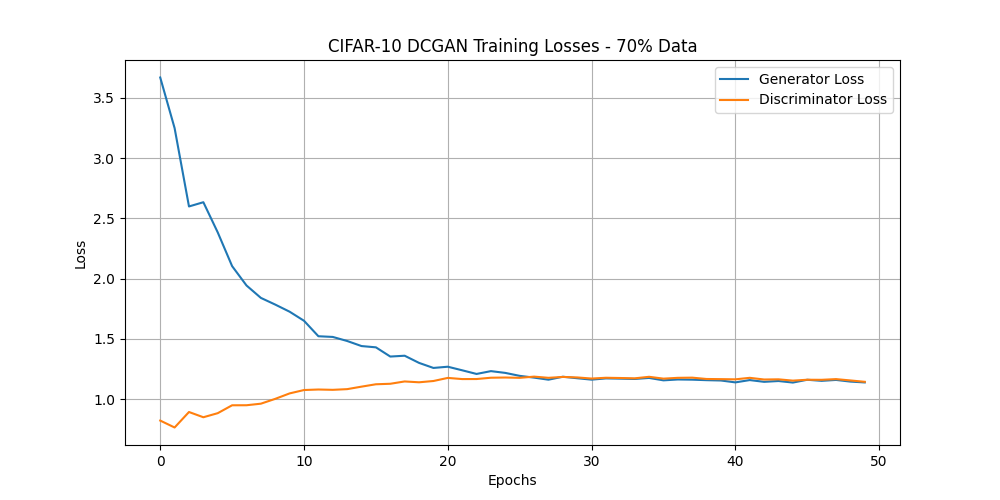 CIFAR-10 DCGAN Training Losses - 70% Data
Generator Loss
Discriminator Loss
3.5
3.0
2.5
2.0
1.5
1.0
Loss
0 10 20 30 40 50
Epochs